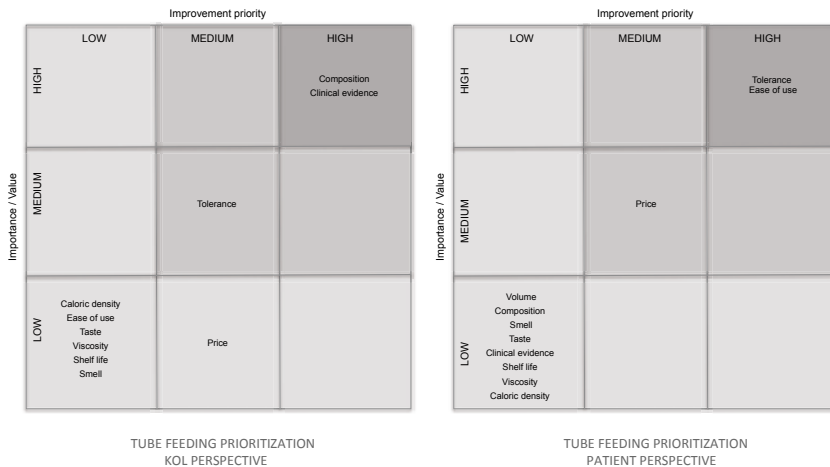 Improvement priority
LOW
MEDIUM
HIGH
HIGH
Composition
Clinical evidence
Importance / Value
MEDIUM
Tolerance
LOW
Caloric density
Ease of use
Taste
Viscosity
Shelf life
Smell
Price
TUBE FEEDING PRIORITIZATION
KOL PERSPECTIVE
Improvement priority
LOW
MEDIUM
HIGH
HIGH
Tolerance
Ease of use
Importance / Value
MEDIUM
Price
LOW
Volume
Composition
Smell
Taste
Clinical evidence
Shelf life
Viscosity
Caloric density
TUBE FEEDING PRIORITIZATION
PATIENT PERSPECTIVE